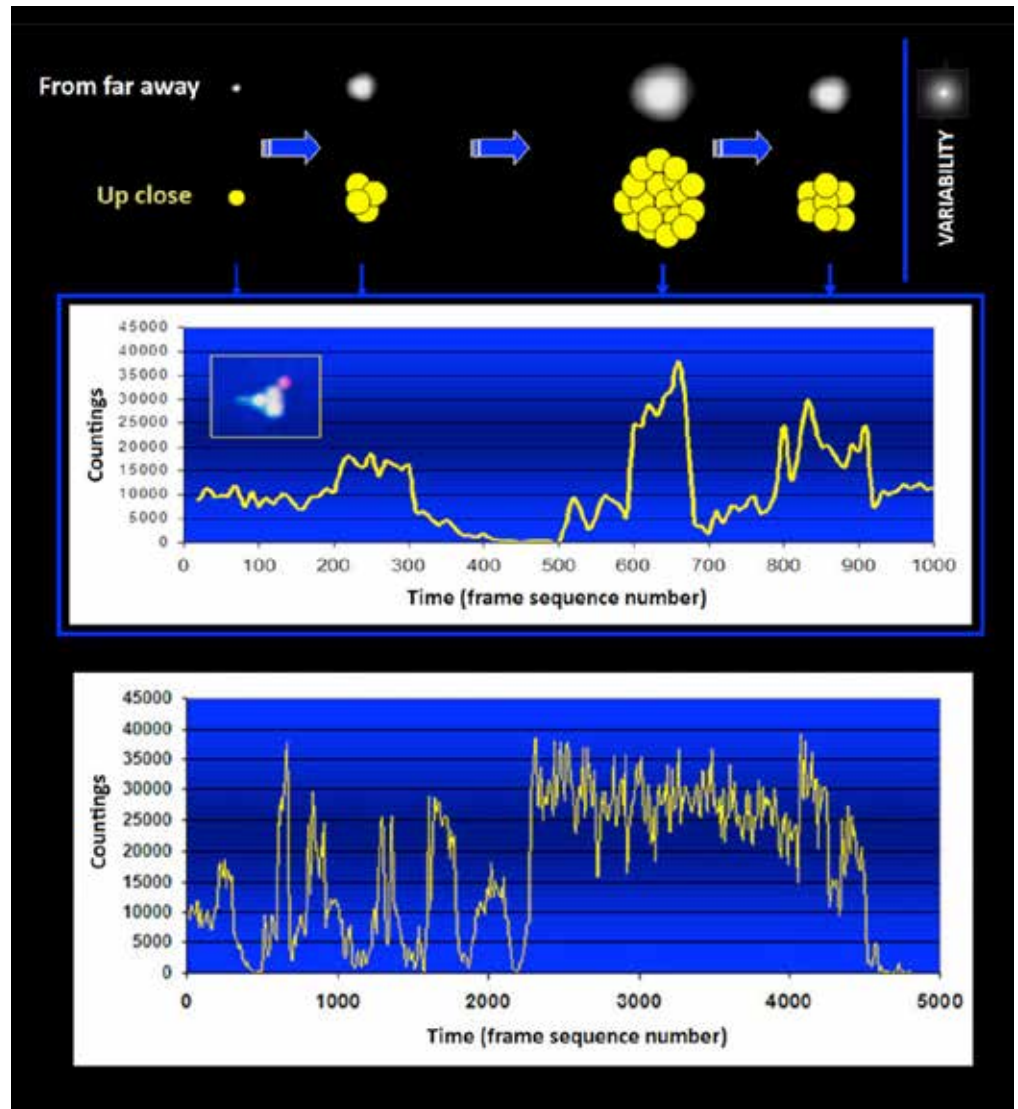 From far away
Up close
VARIABILITY
45000
40000
35000
30000
25000
20000
15000
10000
5000
0
Countings
0 100 200 300 400 500 600 700 800 900 1000
Time (frame sequence number)
45000
40000
35000
30000
25000
20000
15000
10000
5000
0
Countings
0 1000 2000 3000 4000 5000
Time (frame sequence number)